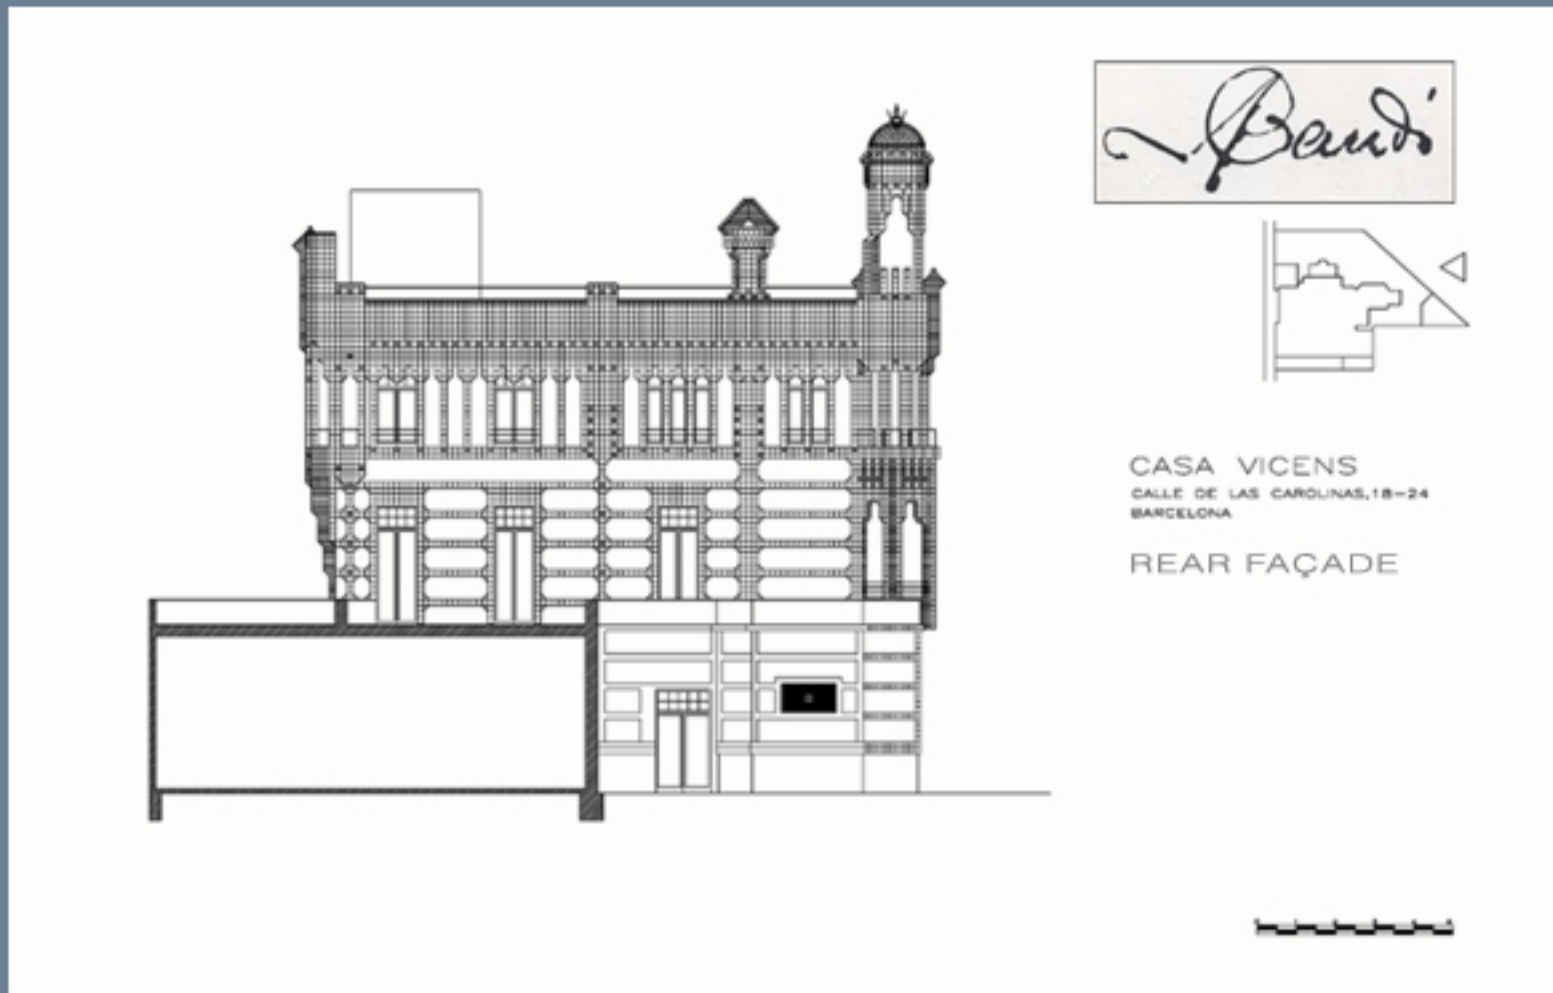 Gaudí
CASA VICENS
CALLE DE LAS CAROLINAS,18-24
BARCELONA
REAR FAÇADE